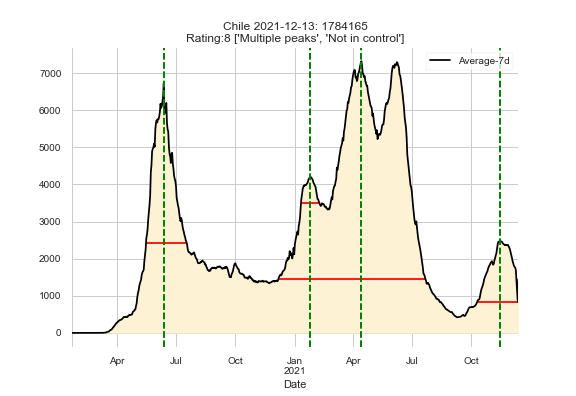 Chile 2021-12-13: 1784165
Rating:8 ['Multiple peaks', 'Not in control']
Average-7d
7000
6000
5000
4000
3000
2000
1000
0
Apr Jul Oct Jan Apr Jul Oct
2021
Date